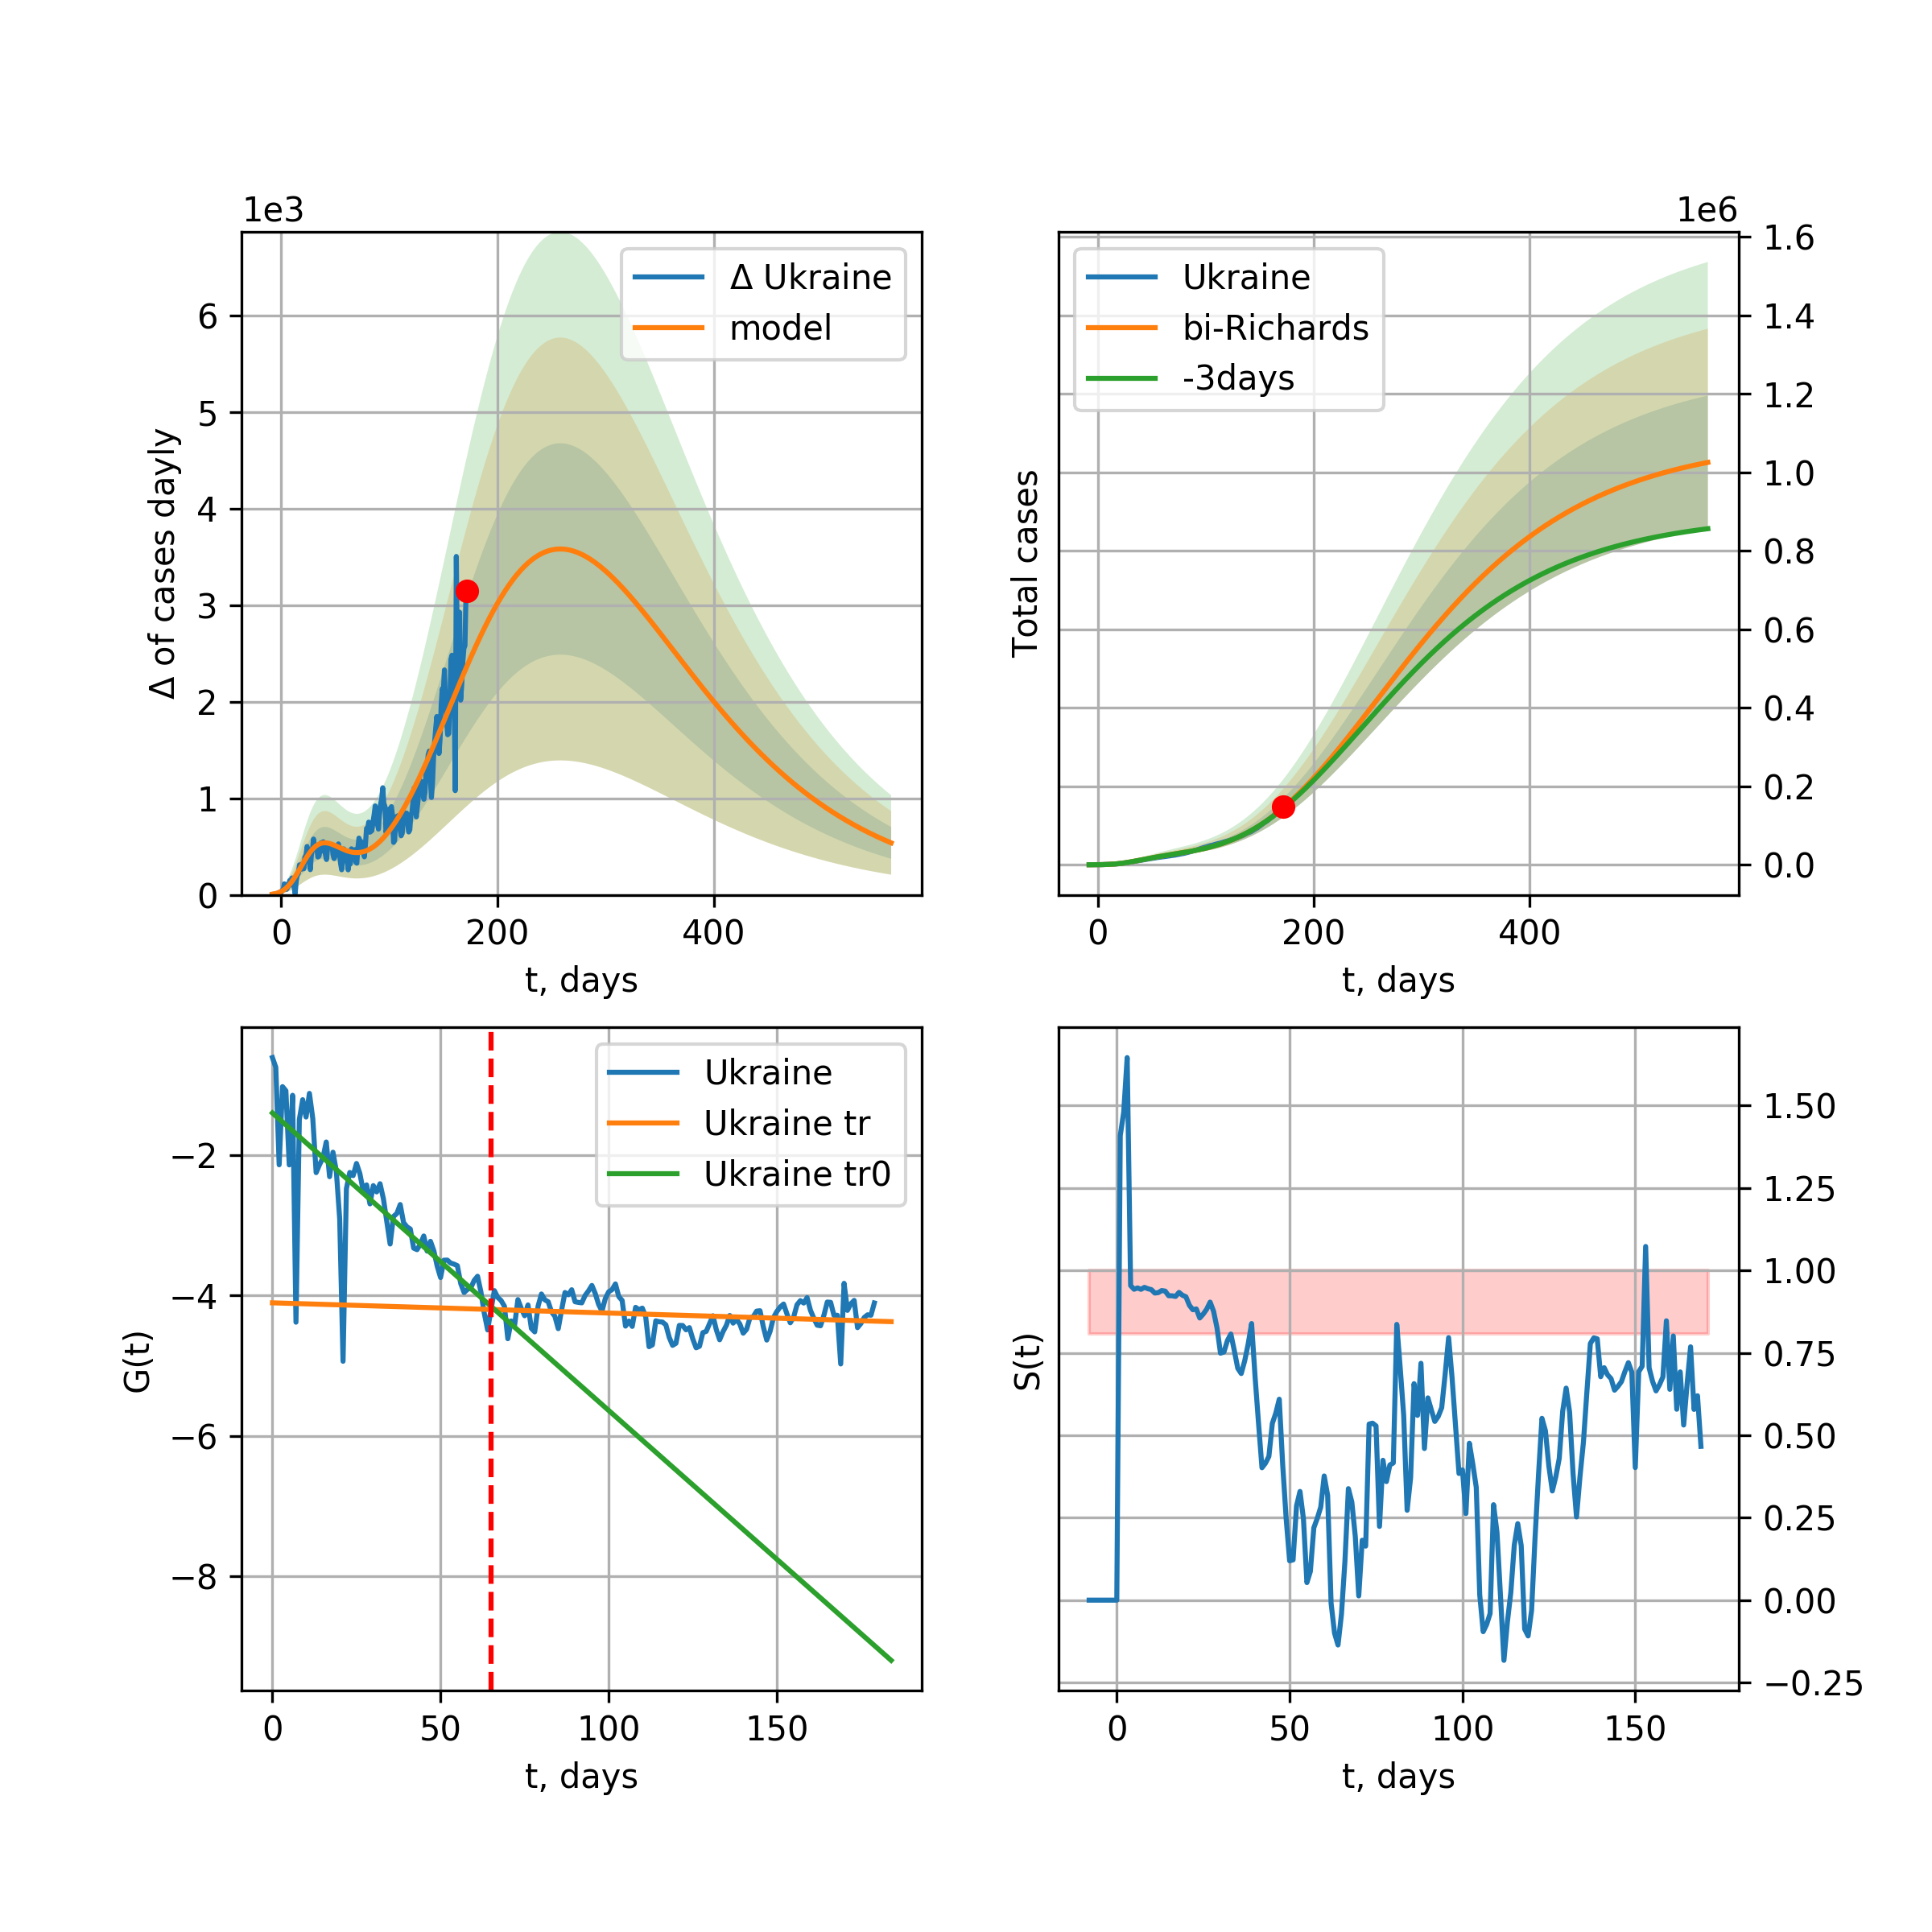 1e3
Δ of cases dayly
6
5
4
3
2
1
0
0 200 400
t, days
Δ Ukraine
model
1e6
Total cases
1.6
1.4
1.2
1.0
0.8
0.6
0.4
0.2
0.0
0 200 400
t, days
Ukraine
bi-Richards
-3days
G(t)
−2
−4
−6
−8
0 50 100 150
t, days
Ukraine
Ukraine tr
Ukraine tr0
S(t)
1.50
1.25
1.00
0.75
0.50
0.25
0.00
−0.25
0 50 100 150
t, days